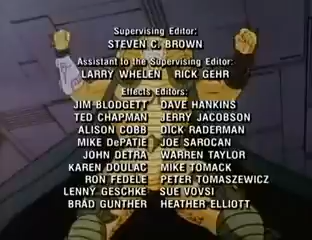 Supervising Editor:
STEVEN C. BROWN
Assistant to the Supervising Editor:
LARRY WHELEN RICK GEHR
Effects Editors:
JIM BLODGETT DAVE HANKINS
TED CHAPMAN JERRY JACOBSON
ALISON COBB DICK RADERMAN
MIKE DePATIE JOE SAROCAN
JOHN DETRA WARREN TAYLOR
KAREN DOULAC MIKE TOMACK
RON FEDELE PETER TOMASZEWICZ
LENNY GESCHKE SUE VOVSI
BRAD GUNTHER HEATHER ELLIOTT